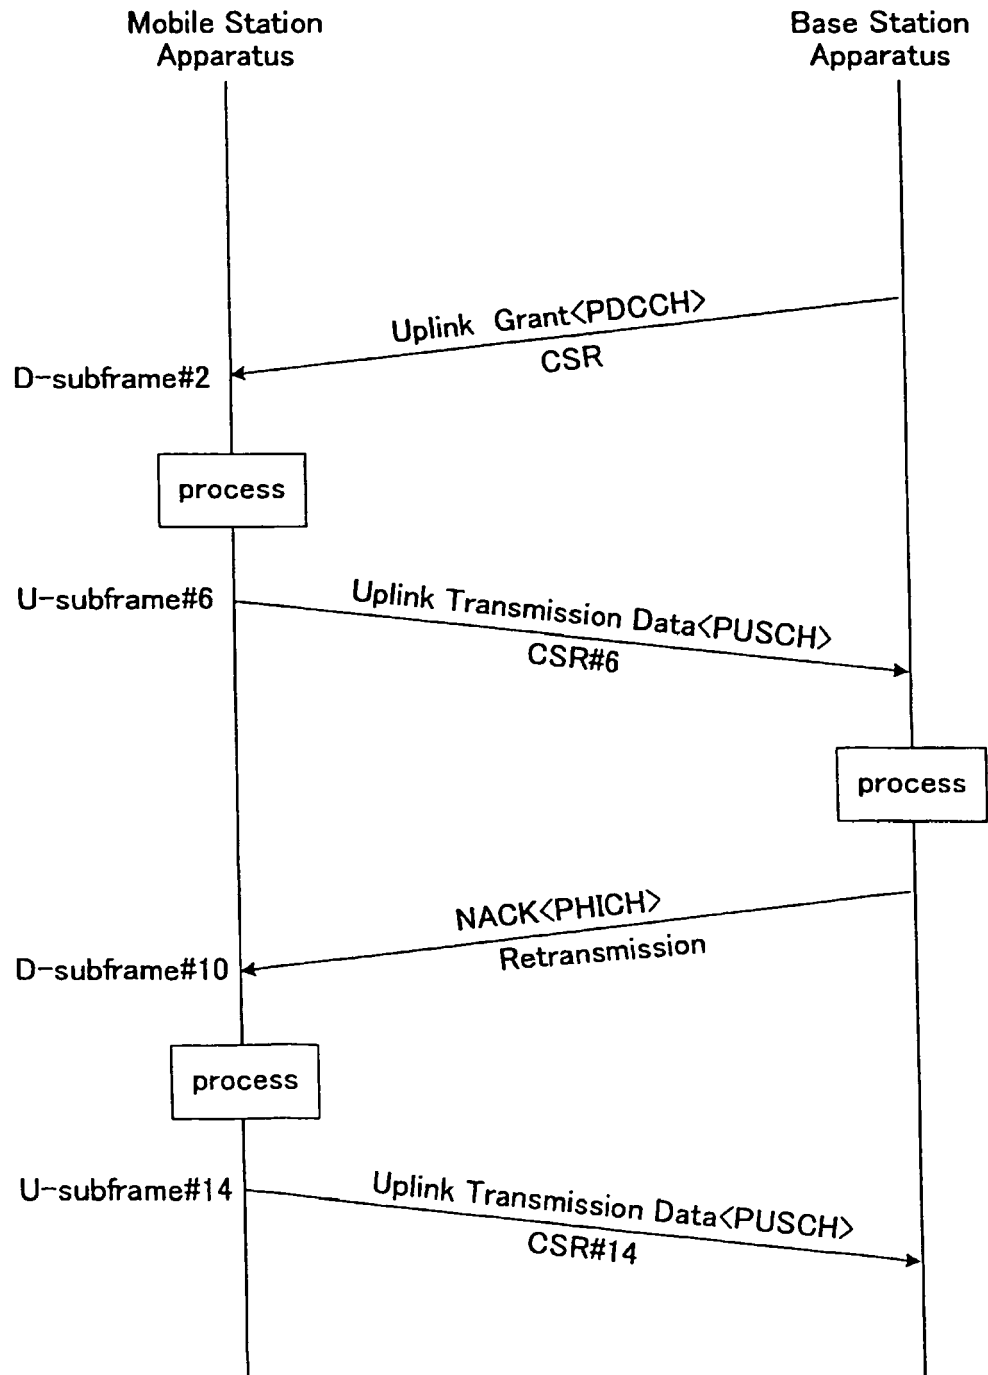 Mobile Station
Apparatus
Base Station
Apparatus
Uplink Grant<PDCCH>
CSR
D-subframe#2
process
U-subframe#6
Uplink Transmission Data<PUSCH>
CSR#6
process
NACK<PHICH>
Retransmission
D-subframe#10
process
U-subframe#14
Uplink Transmission Data<PUSCH>
CSR#14